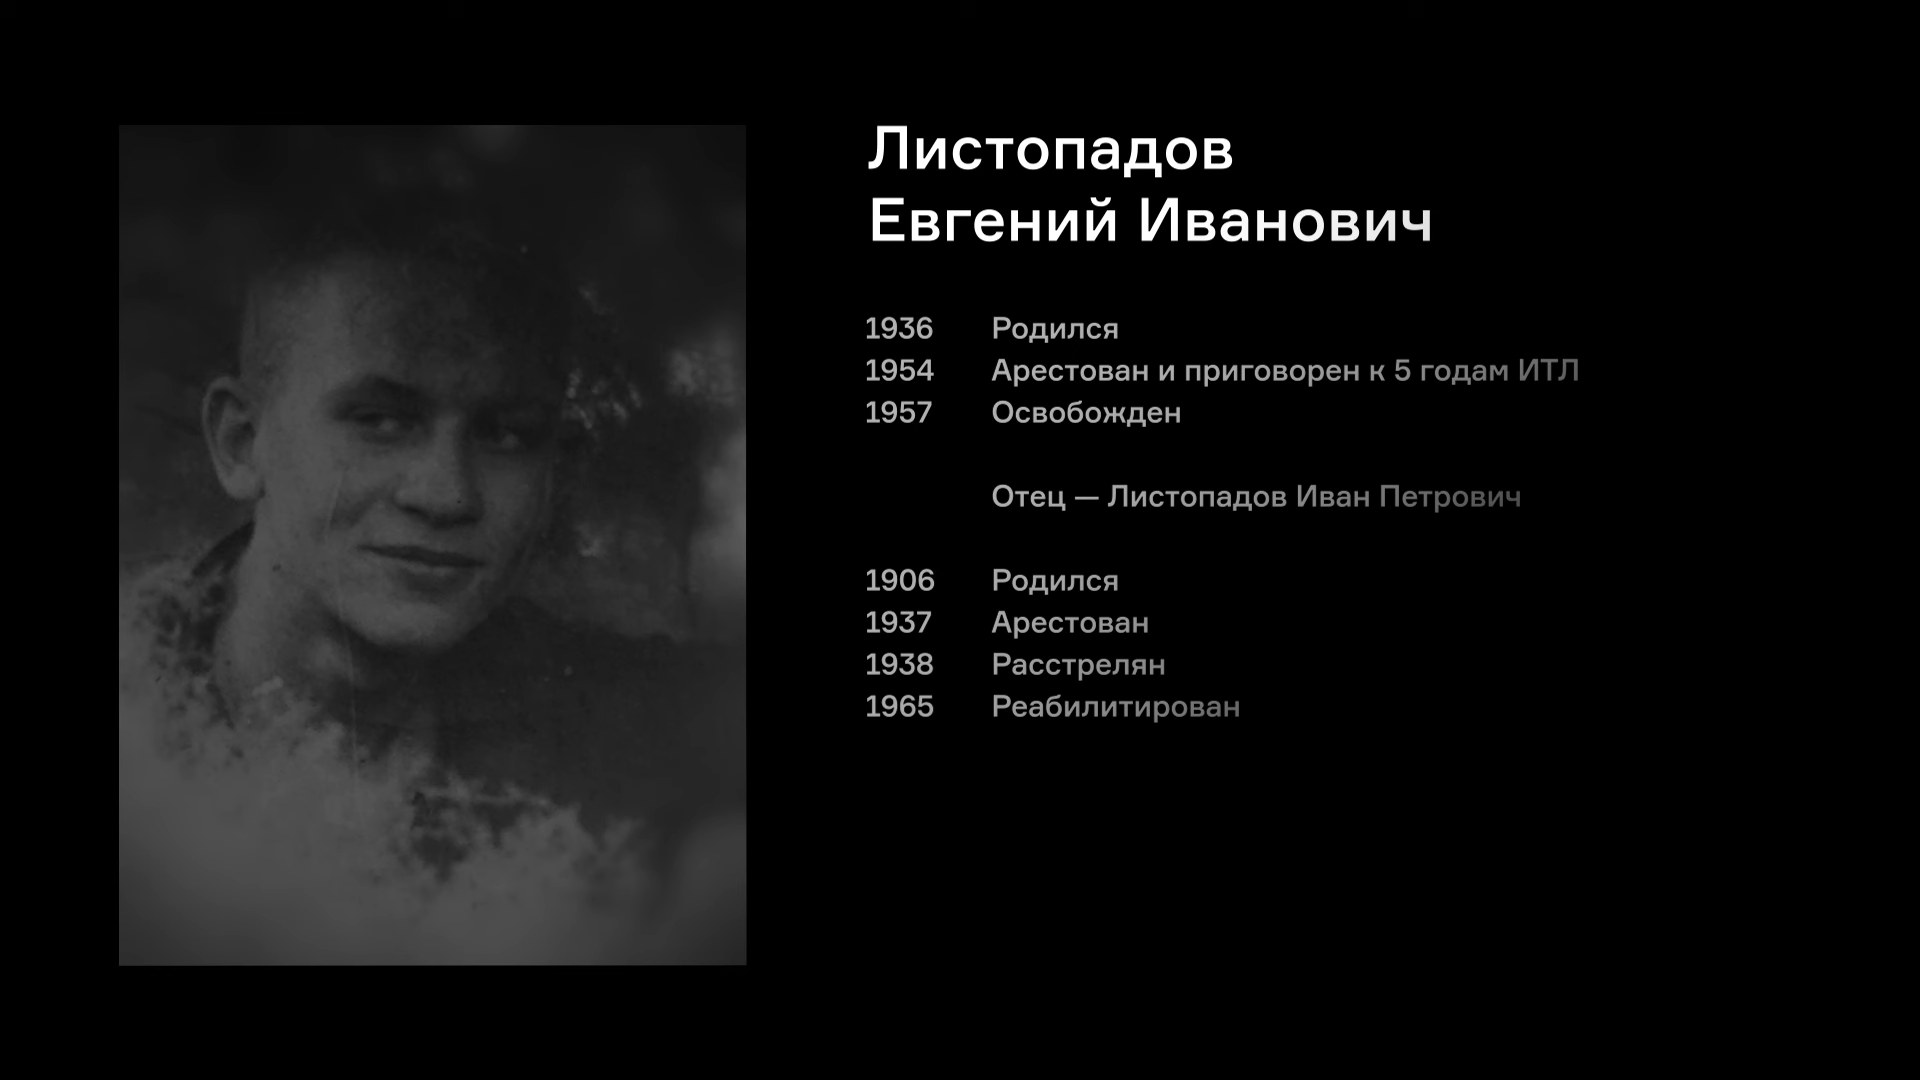 Листопадов
Евгений Иванович
1936 Родился
1954 Арестован и приговорен к 5 годам ИТЛ
1957 Освобожден
Отец — Листопадов Иван Петрович
1906 Родился
1937 Арестован
1938 Расстрелян
1965 Реабилитирован